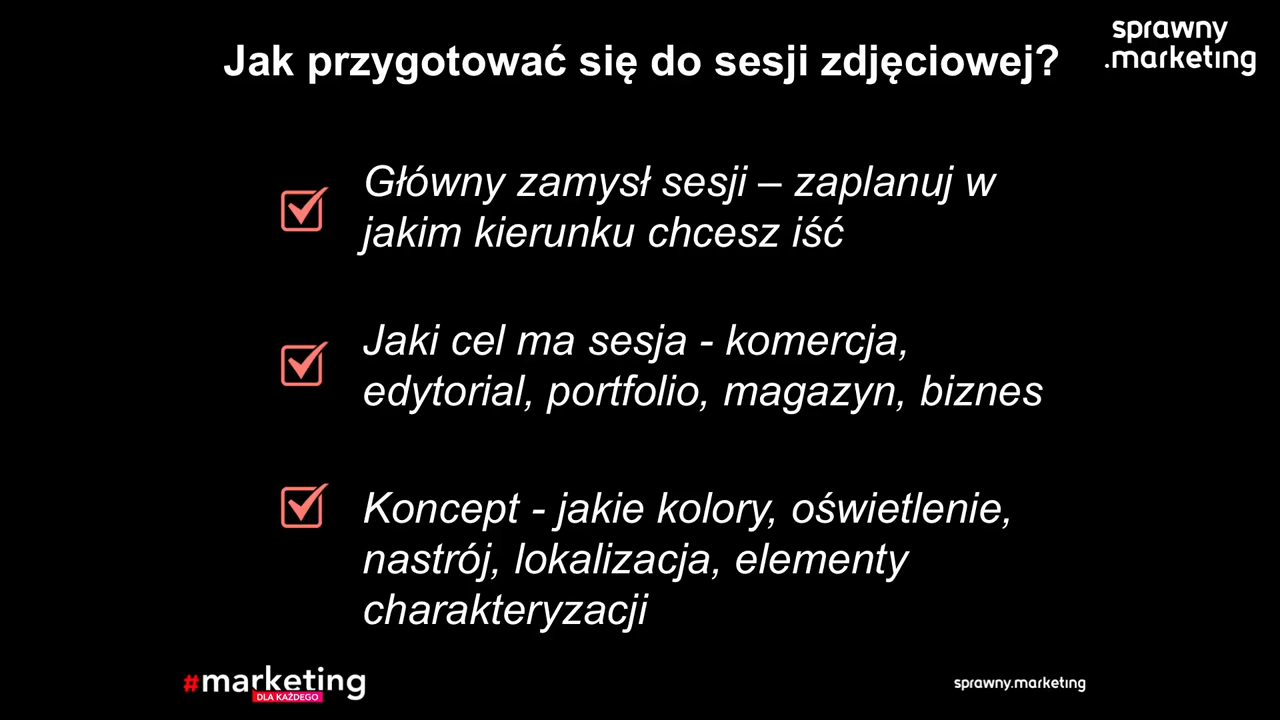 Jak przygotować się do sesji zdjęciowej?
sprawny
.marketing
Główny zamysł sesji – zaplanuj w
jakim kierunku chcesz iść
Jaki cel ma sesja - komercja,
edytorial, portfolio, magazyn, biznes
Koncept - jakie kolory, oświetlenie,
nastrój, lokalizacja, elementy
charakteryzacji
#marketing
DLA KAŻDEGO
sprawny.marketing